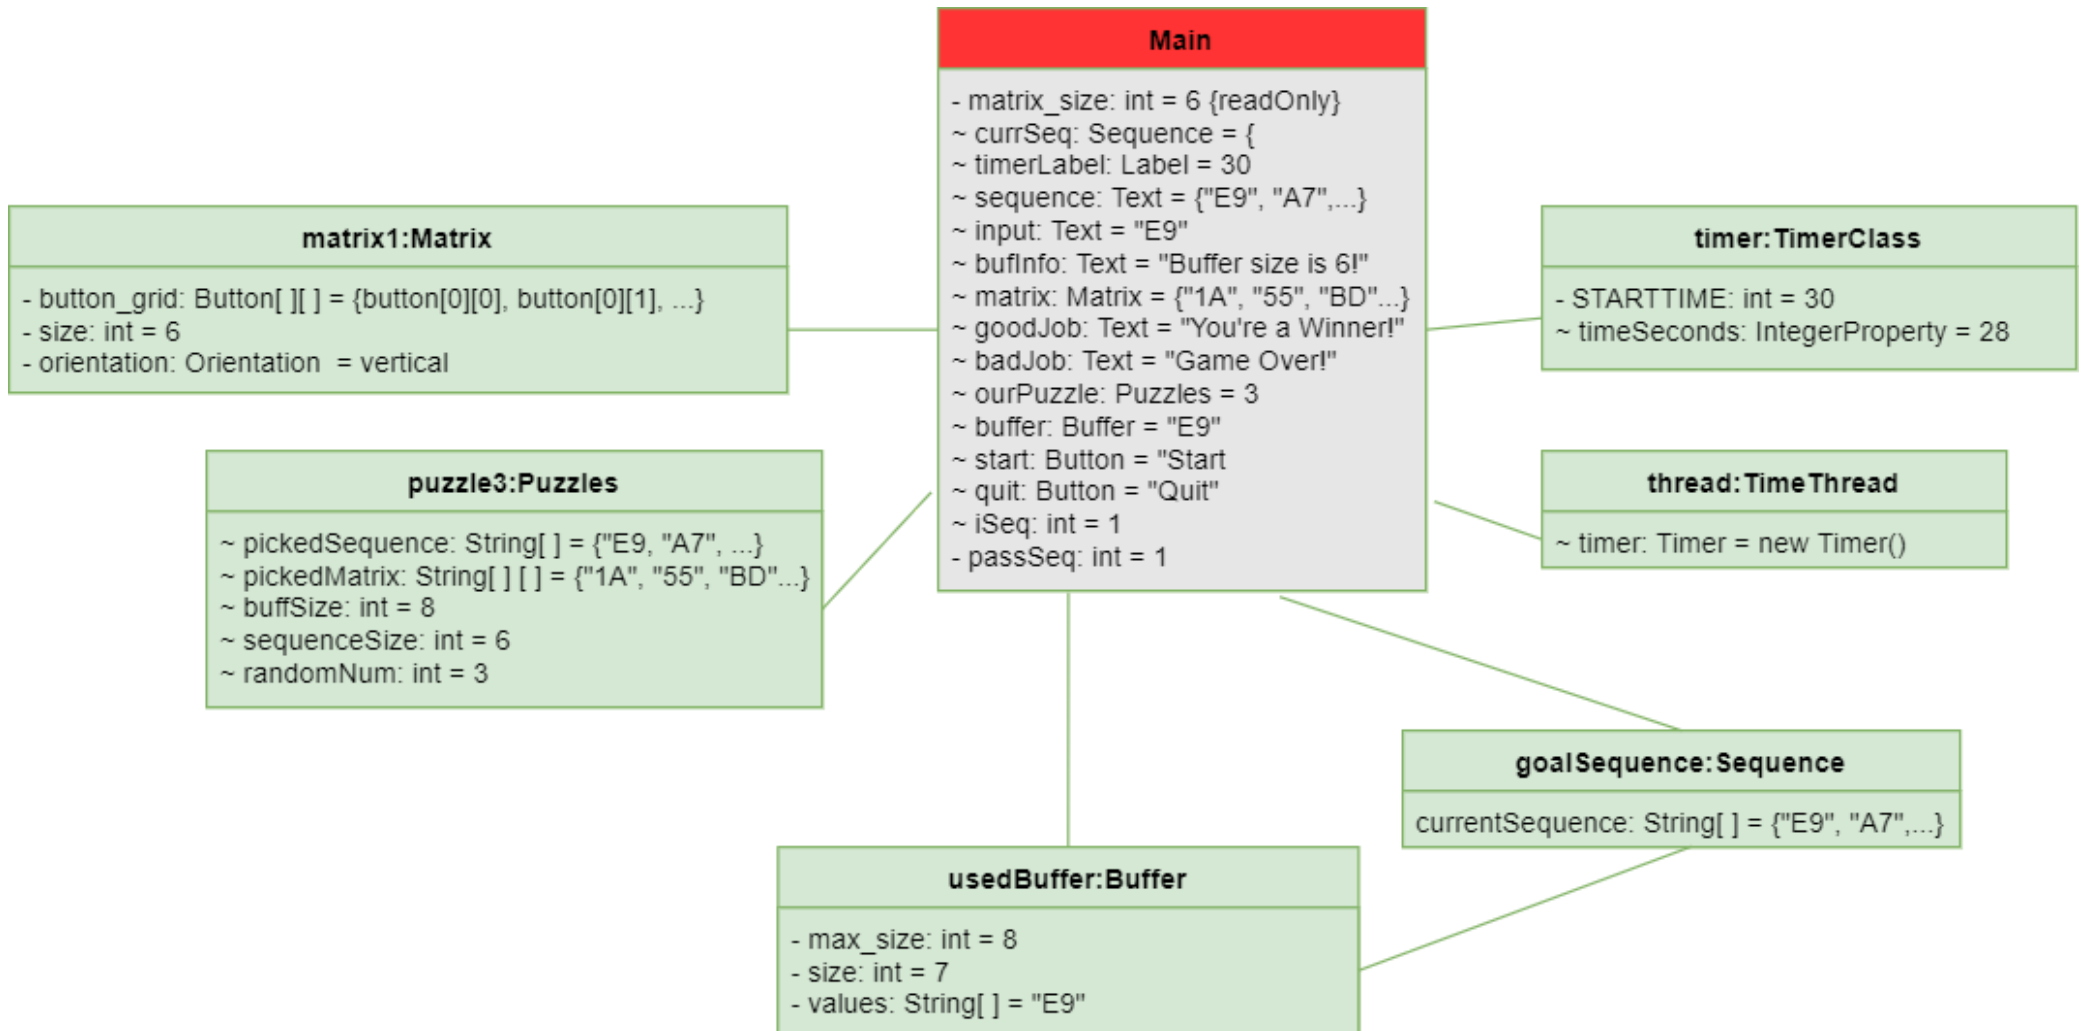 Main
- matrix_size: int = 6 {readOnly}
~ currSeq: Sequence = {
~ timerLabel: Label = 30
~ sequence: Text = {"E9", "A7",...}
~ input: Text = "E9"
~ bufInfo: Text = "Buffer size is 6!"
~ matrix: Matrix = {"1A", "55", "BD"...}
~ goodJob: Text = "You're a Winner!"
~ badJob: Text = "Game Over!"
~ ourPuzzle: Puzzles = 3
~ buffer: Buffer = "E9"
~ start: Button = "Start
~ quit: Button = "Quit"
~ iSeq: int = 1
- passSeq: int = 1
matrix1:Matrix
- button_grid: Button[ ][ ] = {button[0][0], button[0][1], ...}
- size: int = 6
- orientation: Orientation  = vertical
timer:TimerClass
- STARTTIME: int = 30
~ timeSeconds: IntegerProperty = 28
puzzle3:Puzzles
~ pickedSequence: String[ ] = {"E9, "A7", ...}
~ pickedMatrix: String[ ] [ ] = {"1A", "55", "BD"...}
~ buffSize: int = 8
~ sequenceSize: int = 6
~ randomNum: int = 3
thread:TimeThread
~ timer: Timer = new Timer()
goalSequence:Sequence
currentSequence: String[ ] = {"E9", "A7",...}
usedBuffer:Buffer
- max_size: int = 8
- size: int = 7
- values: String[ ] = "E9"